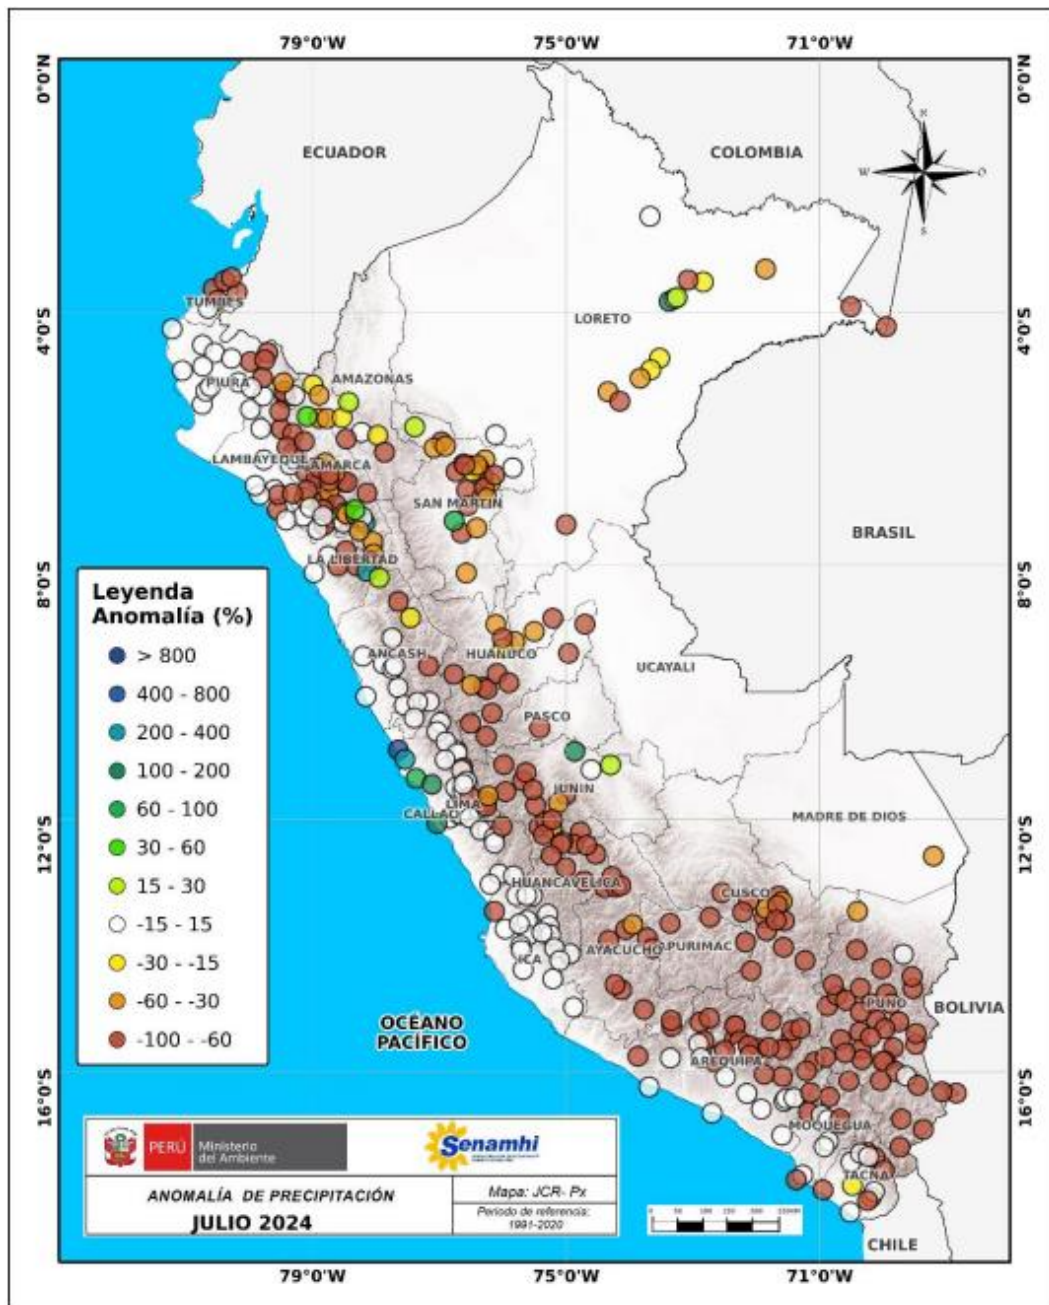 79°0'W 75°0'W 71°0'W
0°0'N 0°0'N
ECUADOR
COLOMBIA
N
W O
S
TUMBES
4°0'S 4°0'S
LORETO
PIURA
AMAZONAS
LAMBAYEQUE
SAN MARTIN
BRASIL
LA LIBERTAD
8°0'S 8°0'S
Leyenda
Anomalía (%)
> 800
400 - 800
200 - 400
100 - 200
60 - 100
30 - 60
15 - 30
-15 - 15
-30 - -15
-60 - -30
-100 - -60
ANCASH
HUANUCO
UCAYALI
PASCO
JUNIN
LIMA
CALLAO
MADRE DE DIOS
12°0'S 12°0'S
HUANCAVELICA
CUSCO
AYACUCHO
APURIMAC
ICA
PUNO
BOLIVIA
OCÉANO
PACÍFICO
AREQUIPA
16°0'S 16°0'S
MOQUEGUA
TACNA
CHILE
PERÚ
Ministerio
del Ambiente
Senamhi
ANOMALÍA DE PRECIPITACIÓN
JULIO 2024
Mapa: JCR- Px
Periodo de referencia:
1991-2020
79°0'W 75°0'W 71°0'W